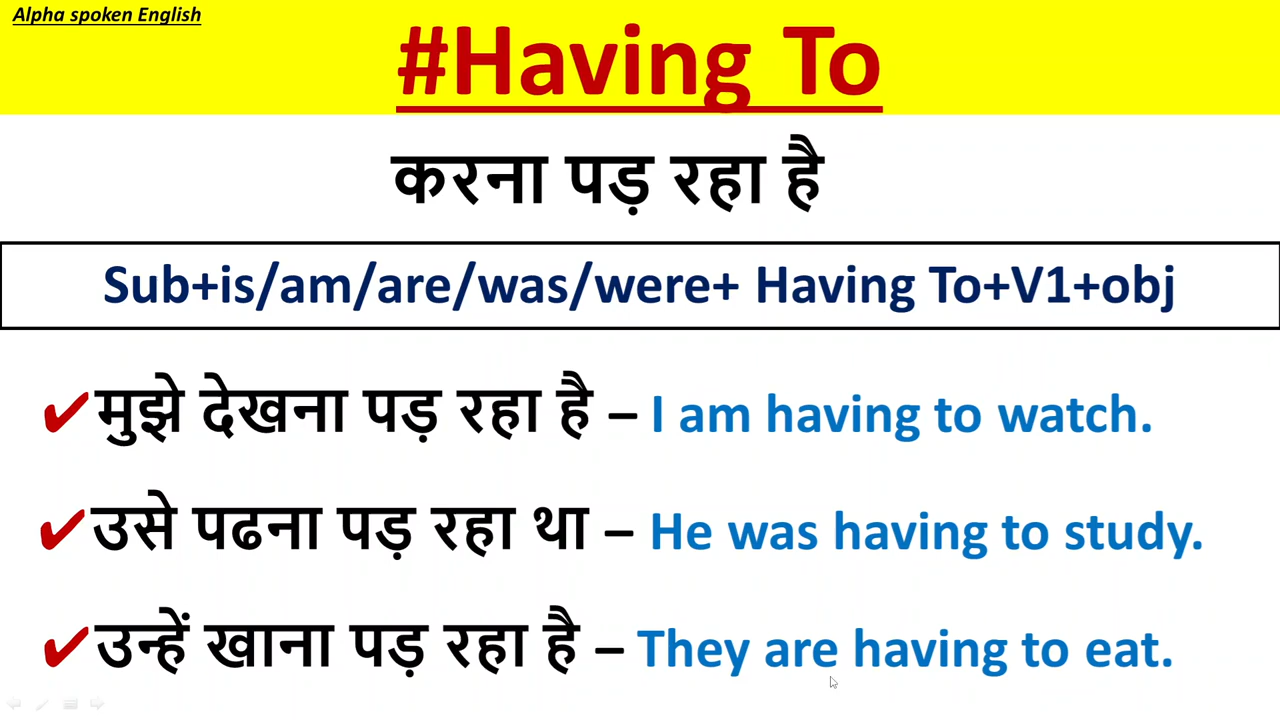 Alpha spoken English
#Having To
करना पड़ रहा है
Sub+is/am/are/was/were+ Having To+V1+obj
✔मुझे देखना पड़ रहा है – I am having to watch.
✔उसे पढना पड़ रहा था – He was having to study.
✔उन्हें खाना पड़ रहा है – They are having to eat.